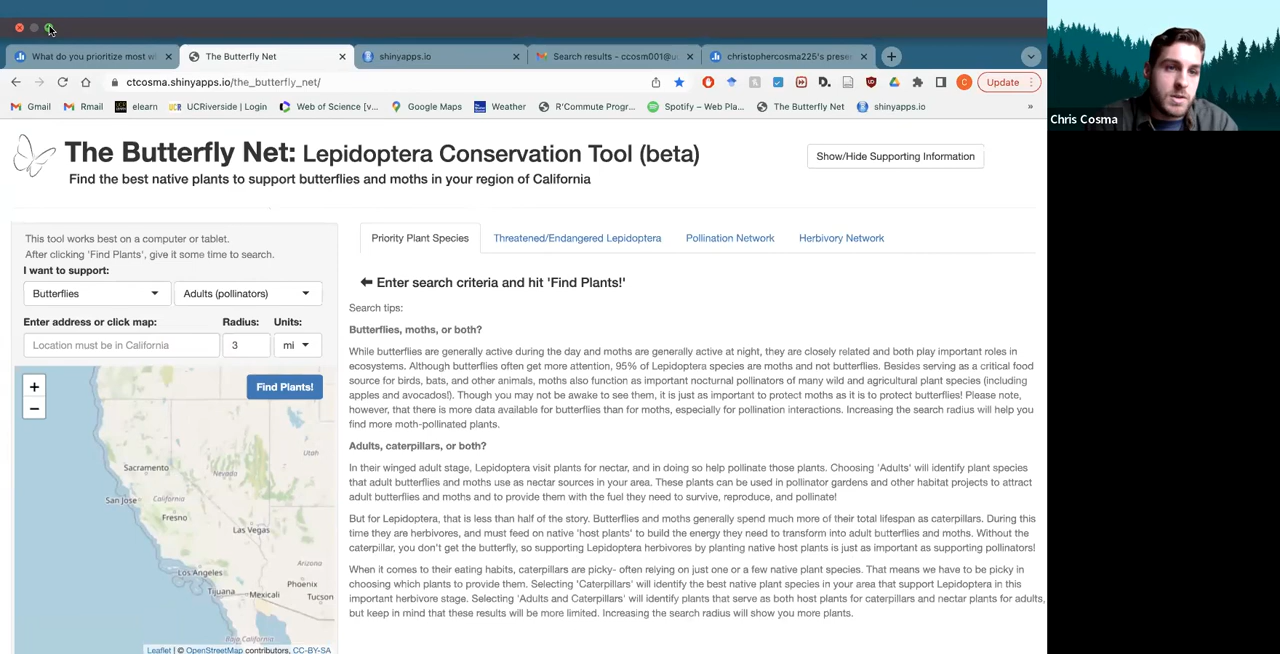 What do you prioritize most w
The Butterfly Net
shinyapps.io
Search results - ccosm001@u
christophercosma225's prese
ctcosma.shinyapps.io/the_butterfly_net/
Update
Gmail
Rmail
elearn
UCR UCRiverside | Login
Web of Science [v...
Google Maps
Weather
R'Commute Progr...
Spotify – Web Pla...
The Butterfly Net
shinyapps.io
»
Chris Cosma
The Butterfly Net: Lepidoptera Conservation Tool (beta)
Find the best native plants to support butterflies and moths in your region of California
Show/Hide Supporting Information
This tool works best on a computer or tablet.
After clicking 'Find Plants', give it some time to search.
I want to support:
Butterflies
Adults (pollinators)
Enter address or click map:
Radius:
Units:
Location must be in California
3
mi
+
−
Find Plants!
Sacramento
Nevada
Utah
San Jose
California
Fresno
Las Vegas
Arizona
Los Angeles
Phoenix
Tijuana
Mexicali
Tucson
Baja California
Leaflet | © OpenStreetMap contributors, CC-BY-SA
Priority Plant Species
Threatened/Endangered Lepidoptera
Pollination Network
Herbivory Network
Enter search criteria and hit 'Find Plants!'
Search tips:
Butterflies, moths, or both?
While butterflies are generally active during the day and moths are generally active at night, they are closely related and both play important roles in
ecosystems. Although butterflies often get more attention, 95% of Lepidoptera species are moths and not butterflies. Besides serving as a critical food
source for birds, bats, and other animals, moths also function as important nocturnal pollinators of many wild and agricultural plant species (including
apples and avocados!). Though you may not be awake to see them, it is just as important to protect moths as it is to protect butterflies! Please note,
however, that there is more data available for butterflies than for moths, especially for pollination interactions. Increasing the search radius will help you
find more moth-pollinated plants.
Adults, caterpillars, or both?
In their winged adult stage, Lepidoptera visit plants for nectar, and in doing so help pollinate those plants. Choosing 'Adults' will identify plant species
that adult butterflies and moths use as nectar sources in your area. These plants can be used in pollinator gardens and other habitat projects to attract
adult butterflies and moths and to provide them with the fuel they need to survive, reproduce, and pollinate!
But for Lepidoptera, that is less than half of the story. Butterflies and moths generally spend much more of their total lifespan as caterpillars. During this
time they are herbivores, and must feed on native 'host plants' to build the energy they need to transform into adult butterflies and moths. Without the
caterpillar, you don't get the butterfly, so supporting Lepidoptera herbivores by planting native host plants is just as important as supporting pollinators!
When it comes to their eating habits, caterpillars are picky- often relying on just one or a few native plant species. That means we have to be picky in
choosing which plants to provide them. Selecting 'Caterpillars' will identify the best native plant species in your area that support Lepidoptera in this
important herbivore stage. Selecting 'Adults and Caterpillars' will identify plants that serve as both host plants for caterpillars and nectar plants for adults,
but keep in mind that these results will be more limited. Increasing the search radius will show you more plants.